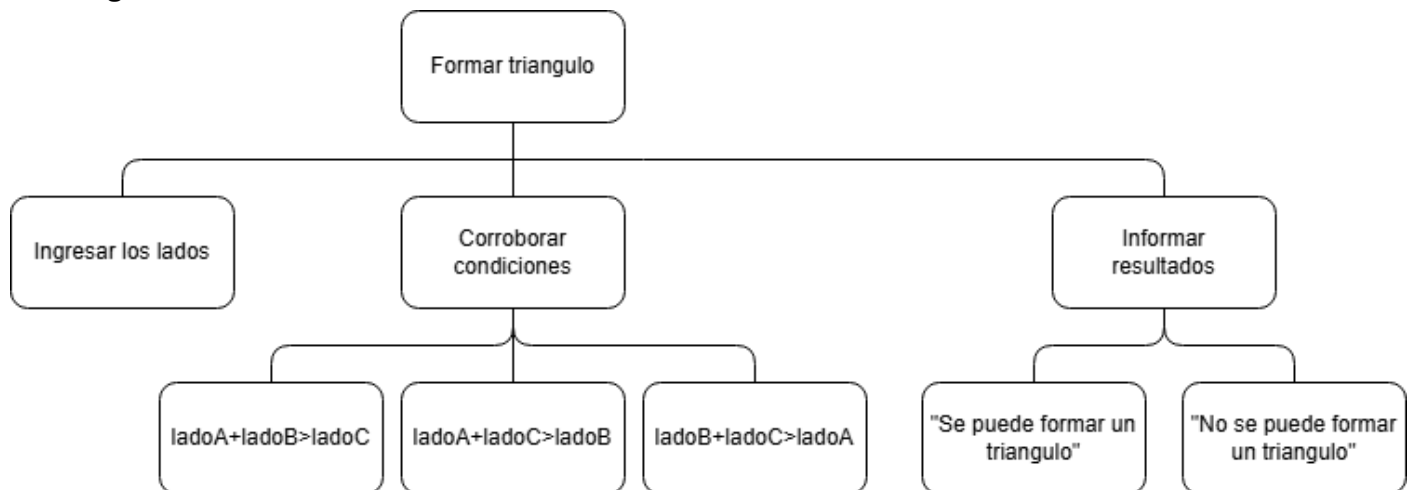 Formar triangulo
Ingresar los lados
Corroborar
condiciones
Informar
resultados
ladoA+ladoB>ladoC
ladoA+ladoC>ladoB
ladoB+ladoC>ladoA
"Se puede formar un
triangulo"
"No se puede formar
un triangulo"